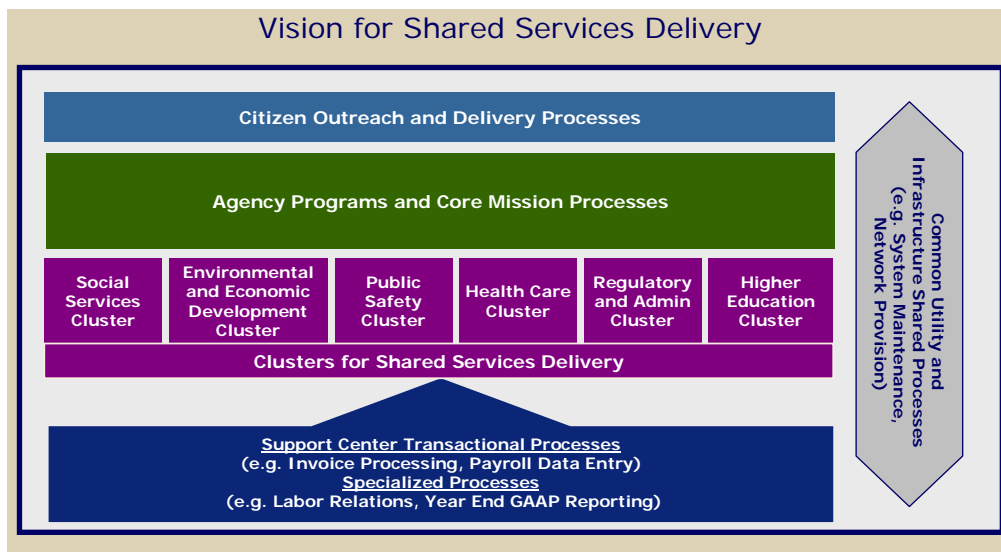 Vision for Shared Services Delivery
Citizen Outreach and Delivery Processes
Agency Programs and Core Mission Processes
Social
Services
Cluster
Environmental
and Economic
Development
Cluster
Public
Safety
Cluster
Health Care
Cluster
Regulatory
and Admin
Cluster
Higher
Education
Cluster
Clusters for Shared Services Delivery
Support Center Transactional Processes
(e.g. Invoice Processing, Payroll Data Entry)
Specialized Processes
(e.g. Labor Relations, Year End GAAP Reporting)
Common Utility and
Infrastructure Shared Processes
(e.g. System Maintenance,
Network Provision)